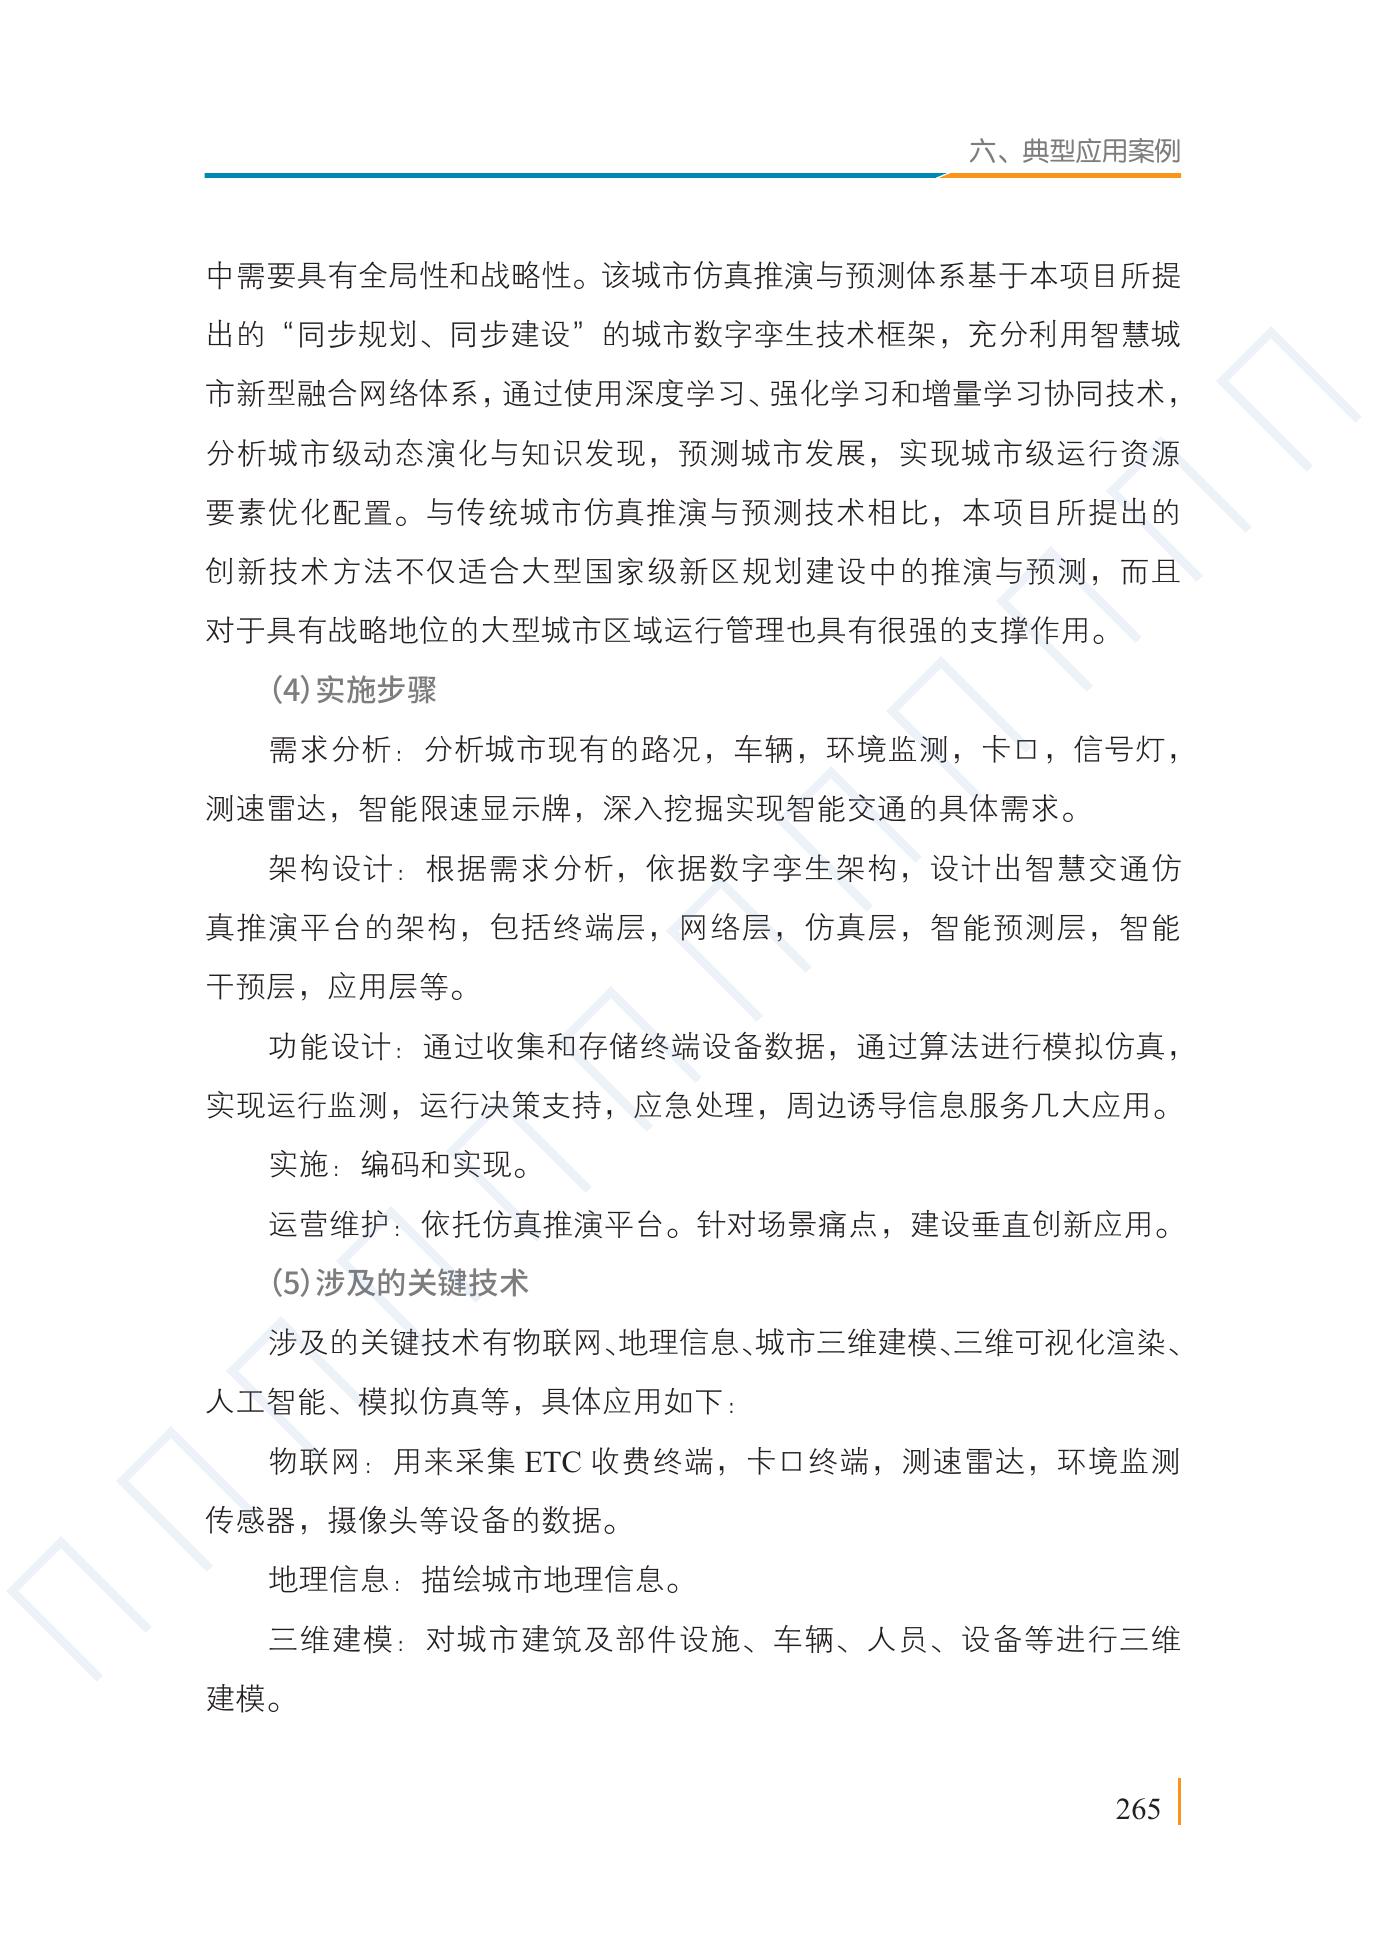 六、典型应用案例
中需要具有全局性和战略性。该城市仿真推演与预测体系基于本项目所提
出的“同步规划、同步建设”的城市数字孪生技术框架，充分利用智慧城
市新型融合网络体系，通过使用深度学习、强化学习和增量学习协同技术，
分析城市级动态演化与知识发现，预测城市发展，实现城市级运行资源
要素优化配置。与传统城市仿真推演与预测技术相比，本项目所提出的
创新技术方法不仅适合大型国家级新区规划建设中的推演与预测，而且
对于具有战略地位的大型城市区域运行管理也具有很强的支撑作用。
（4）实施步骤
需求分析：分析城市现有的路况，车辆，环境监测，卡口，信号灯，
测速雷达，智能限速显示牌，深入挖掘实现智能交通的具体需求。
架构设计：根据需求分析，依据数字孪生架构，设计出智慧交通仿
真推演平台的架构，包括终端层，网络层，仿真层，智能预测层，智能
干预层，应用层等。
功能设计：通过收集和存储终端设备数据，通过算法进行模拟仿真，
实现运行监测，运行决策支持，应急处理，周边诱导信息服务几大应用。
实施：编码和实现。
运营维护：依托仿真推演平台。针对场景痛点，建设垂直创新应用。
（5）涉及的关键技术
涉及的关键技术有物联网、地理信息、城市三维建模、三维可视化渲染、
人工智能、模拟仿真等，具体应用如下：
物联网：用来采集 ETC 收费终端，卡口终端，测速雷达，环境监测
传感器，摄像头等设备的数据。
地理信息：描绘城市地理信息。
三维建模：对城市建筑及部件设施、车辆、人员、设备等进行三维
建模。
265